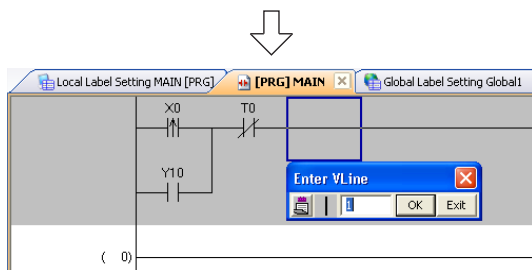 Local Label Setting MAIN [PRG] [PRG] MAIN Global Label Setting Global1
X0 T0
Y10
Enter VLine
1 OK Exit
( 0)